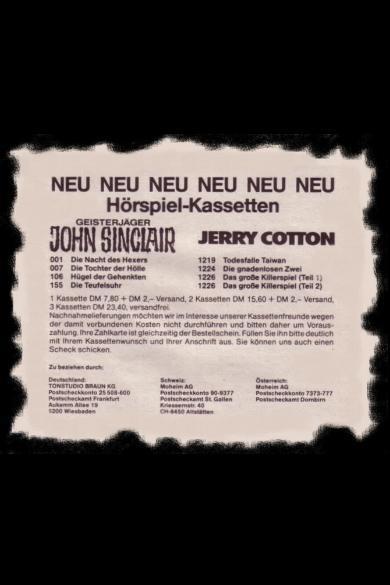 NEU NEU NEU NEU NEU NEU
Hörspiel-Kassetten
GEISTERJÄGER
JOHN SINCLAIR
JERRY COTTON
001 Die Nacht des Hexers
007 Die Tochter der Hölle
106 Hügel der Gehenkten
155 Die Teufelsuhr
1219 Todesfalle Taiwan
1224 Die gnadenlosen Zwei
1226 Das große Killerspiel (Teil 1)
1226 Das große Killerspiel (Teil 2)
1 Kassette DM 7,80 + DM 2,– Versand, 2 Kassetten DM 15,60 + DM 2,– Versand,
3 Kassetten DM 23,40, versandfrei.
Nachnahmelieferungen möchten wir im Interesse unserer Kassettenfreunde wegen
der damit vorbundenen Kosten nicht durchführen und bitten daher um Voraus-
zahlung. Ihre Zahlkarte ist gleichzeitig der Bestellschein. Füllen Sie ihn bitte deutlich
mit Ihrem Kassettenwunsch und Ihrer Anschrift aus. Sie können uns auch einen
Scheck schicken.
Zu beziehen durch:
Deutschland:
TONSTUDIO BRAUN KG
Postscheckkonto 25 508-600
Postscheckamt Frankfurt
Aukamm Allee 19
6200 Wiesbaden
Schweiz:
Moheim AG
Postscheckkonto 90-9377
Postscheckamt St. Gallen
Kriessernstr. 40
CH-9450 Altstätten
Österreich:
Moheim AG
Postscheckkonto 7373-777
Postscheckamt Dornbirn